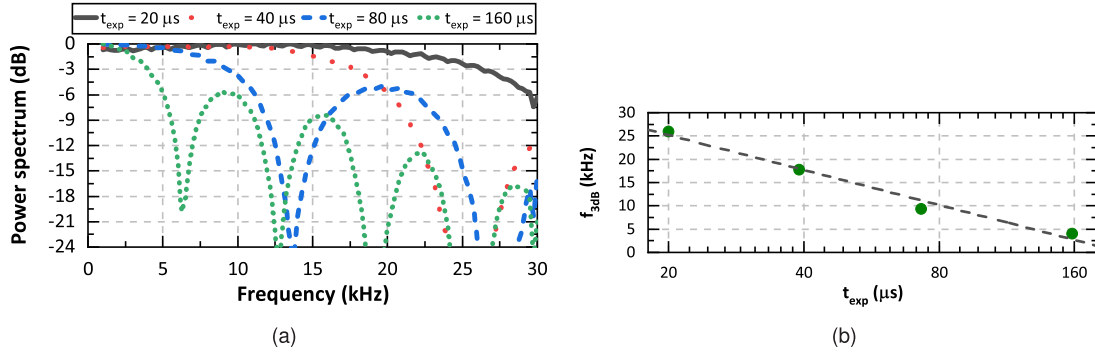 t_exp = 20 μs t_exp = 40 μs t_exp = 80 μs t_exp = 160 μs
Power spectrum (dB)
0
-3
-6
-9
-12
-15
-18
-21
-24
0 5 10 15 20 25 30
Frequency (kHz)
(a)
f_3dB (kHz)
30
25
20
15
10
5
0
20 40 80 160
t_exp (μs)
(b)